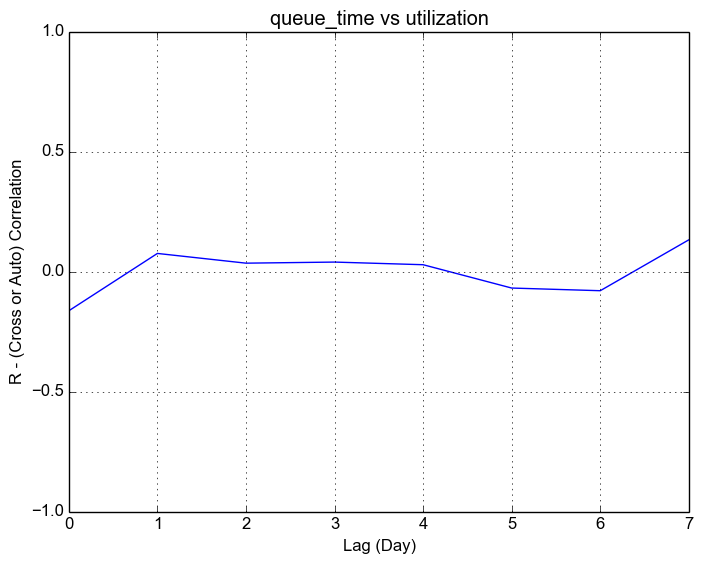 queue_time vs utilization
R - (Cross or Auto) Correlation
1.0
0.5
0.0
−0.5
−1.0
0 1 2 3 4 5 6 7
Lag (Day)